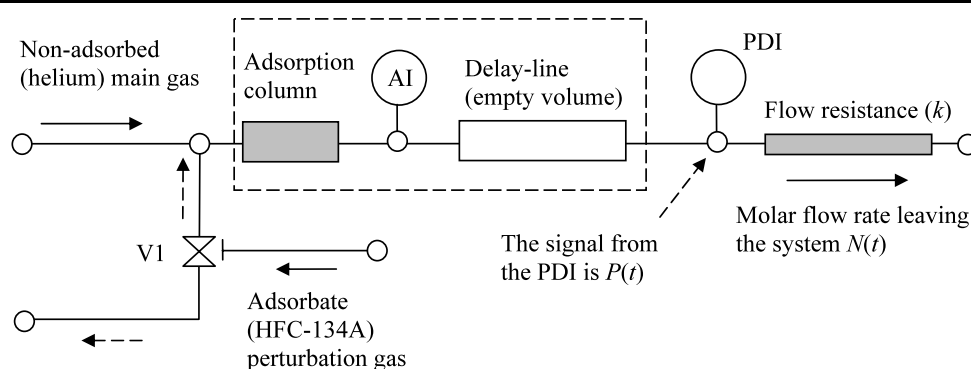 Non-adsorbed
(helium) main gas
Adsorption
column
AI
Delay-line
(empty volume)
PDI
Flow resistance (k)
V1
The signal from
the PDI is P(t)
Molar flow rate leaving
the system N(t)
Adsorbate
(HFC-134A)
perturbation gas